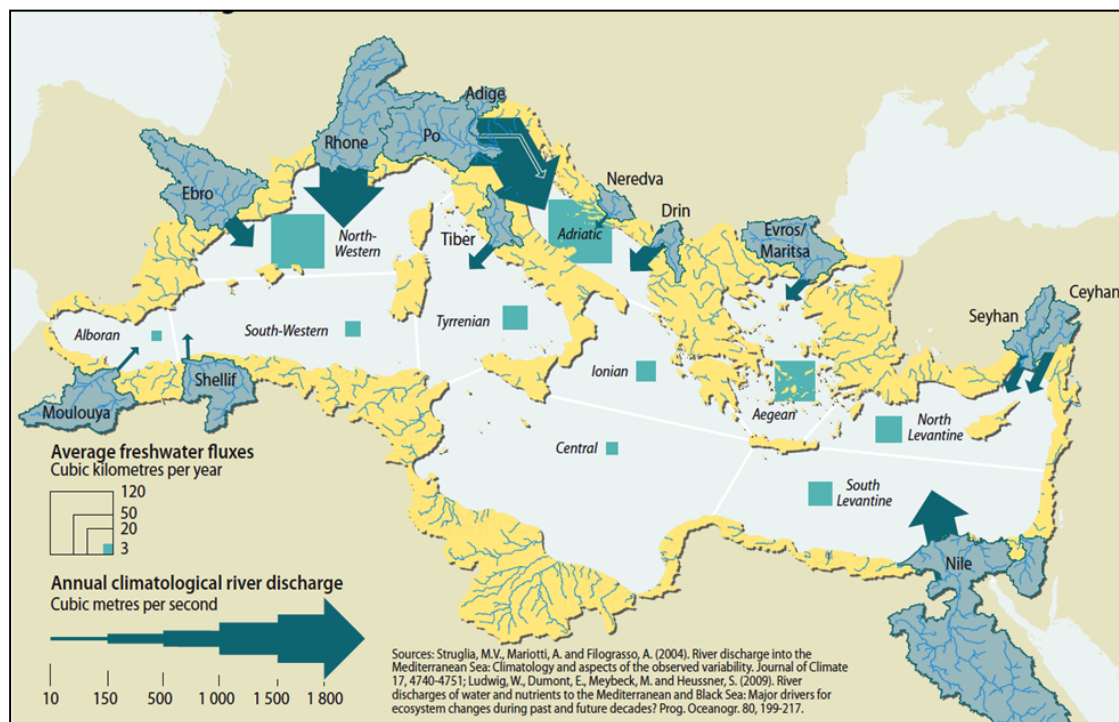 Adige
Po
Rhone
Ebro
Neredva
Drin
Evros/
Maritsa
Ceyhan
Seyhan
North-
Western
Tiber
Adriatic
Alboran
South-Western
Tyrrenian
Ionian
Aegean
North
Levantine
Moulouya
Shellif
Central
South
Levantine
Nile
Average freshwater fluxes
Cubic kilometres per year
120
50
20
3
Annual climatological river discharge
Cubic metres per second
10 150 500 1 000 1 500 1 800
Sources: Struglia, M.V., Mariotti, A. and Filograsso, A. (2004). River discharge into the
Mediterranean Sea: Climatology and aspects of the observed variability. Journal of Climate
17, 4740-4751; Ludwig, W., Dumont, E., Meybeck, M. and Heussner, S. (2009). River
discharges of water and nutrients to the Mediterranean and Black Sea: Major drivers for
ecosystem changes during past and future decades? Prog. Oceanogr. 80, 199-217.